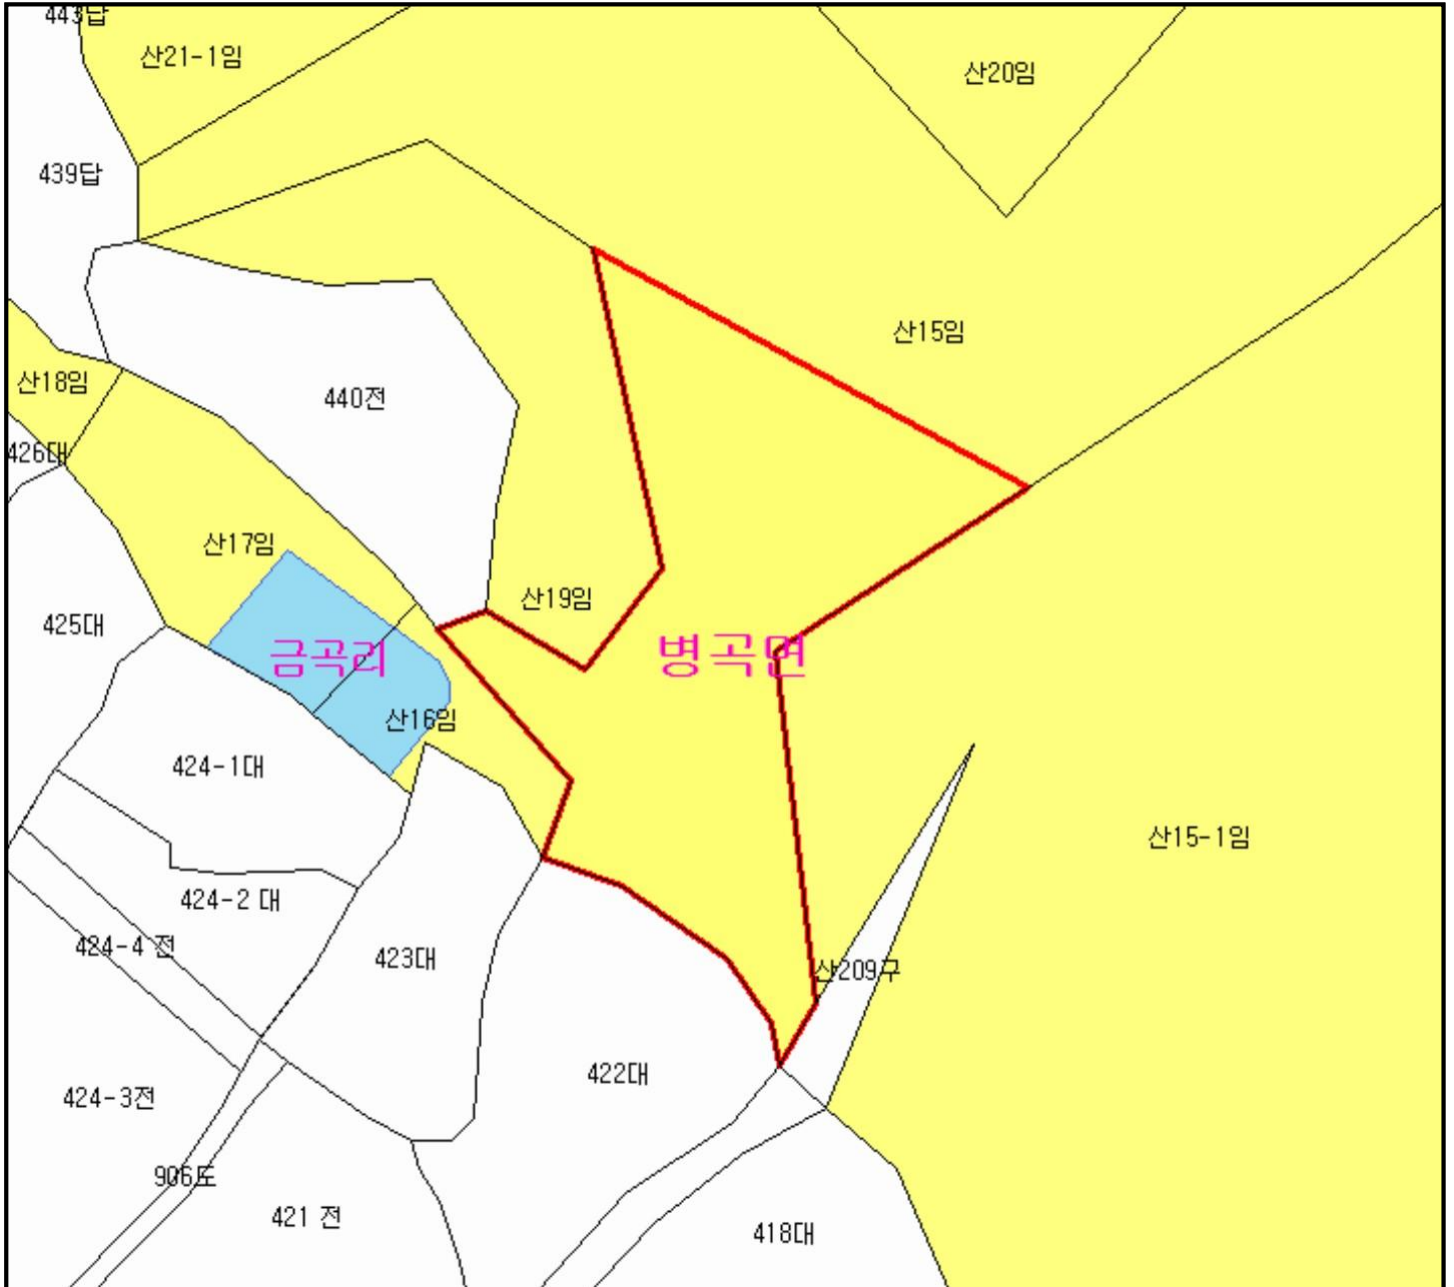 443답
산21-1임
산20임
439답
산15임
산18임
440전
426대
산17임
산19임
425대
금곡리
병곡면
산16임
424-1대
산15-1임
424-2 대
424-4 전
423대
산209구
422대
424-3전
906도
421 전
418대